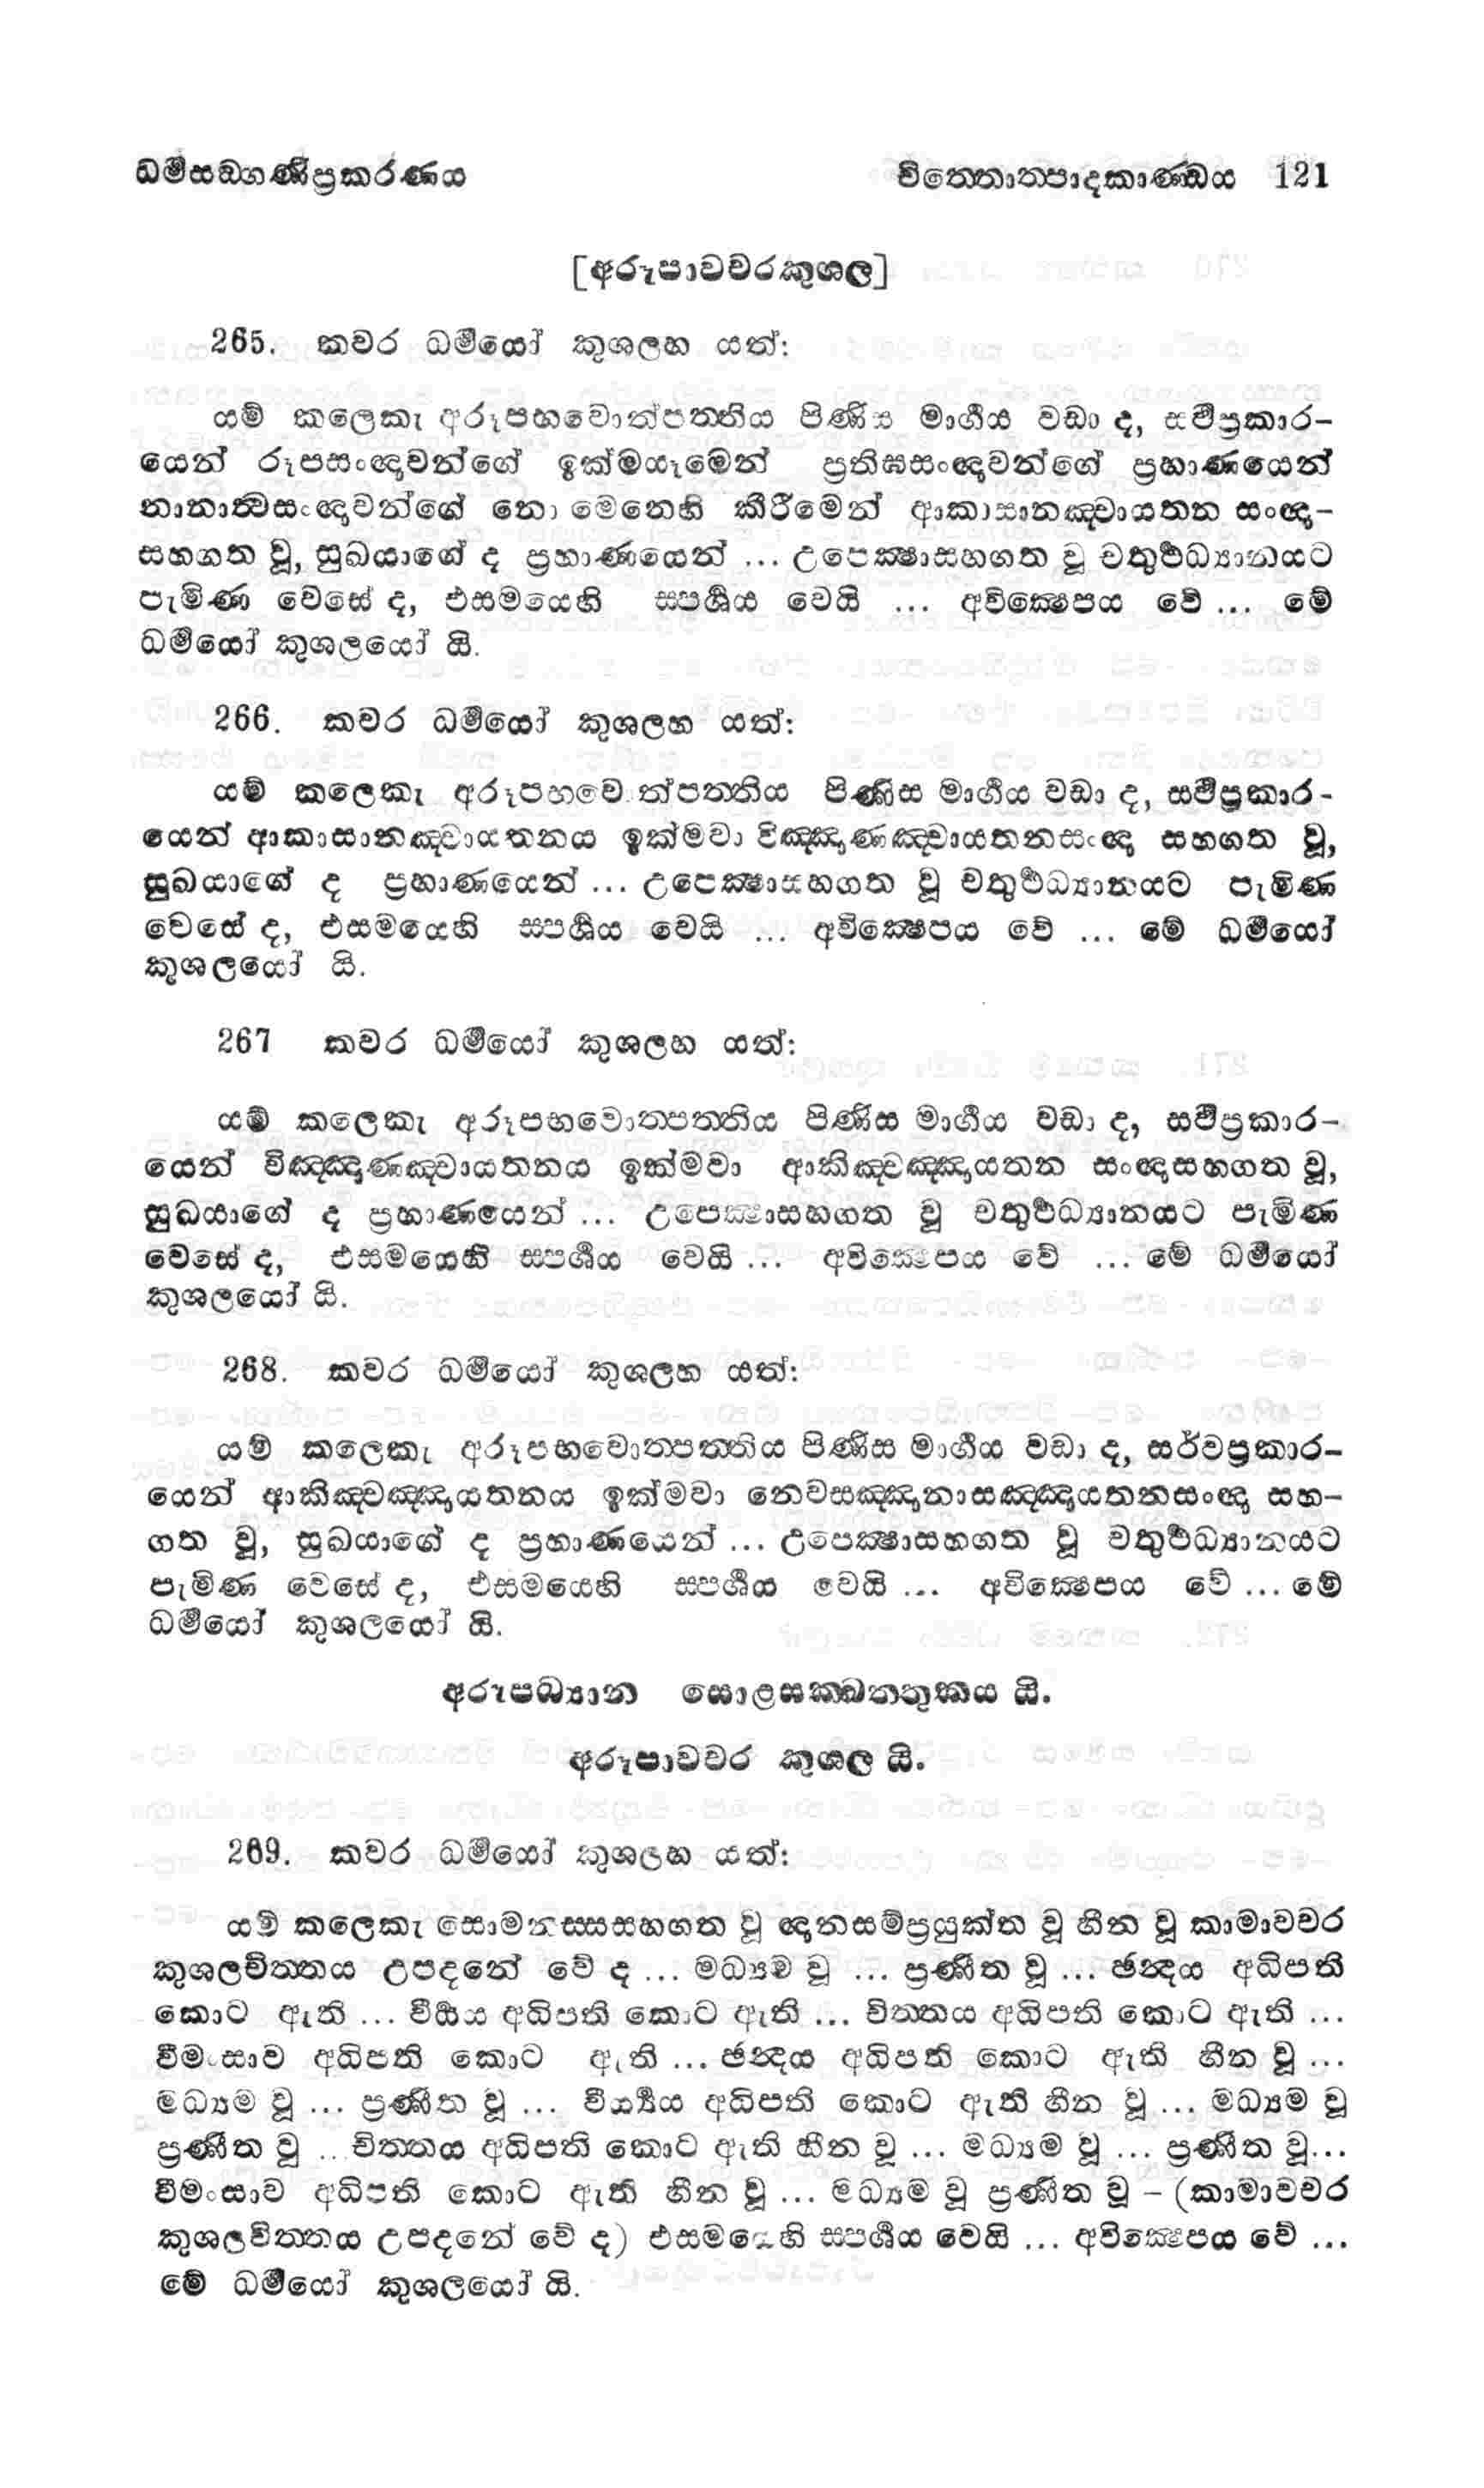 ධර්මසඞ්ගණිප්‍රකරණය චිත්තොත්පාදකාණ්ඩය 121
[අරූපාවචරකුශල]
265. කවර ධර්මයෝ කුශලහ යත්:
යම් කලෙකැ අරූපභවොත්පත්තිය පිණිස මාර්ගය වඩා ද, සර්වප්‍රකාර-
යෙන් රූපසංඥාවන්ගේ ඉක්මයෑමෙන් ප්‍රතිඝසංඥාවන්ගේ ප්‍රහාණයෙන්
නානාත්වසංඥාවන්ගේ නො මෙනෙහි කිරීමෙන් ආකාසානඤ්චායතන සංඥා-
සහගත වූ, සුඛයාගේ ද ප්‍රහාණයෙන් ... උපෙක්ෂාසහගත වූ චතුර්ථධ්‍යානයට
පැමිණ වෙසේ ද, එසමයෙහි ස්පර්ශය වෙයි ... අවික්ෂෙපය වේ ... මේ
ධර්මයෝ කුශලයෝ යි.
266. කවර ධර්මයෝ කුශලහ යත්:
යම් කලෙකැ අරූපභවොත්පත්තිය පිණිස මාර්ගය වඩා ද, සර්වප්‍රකාර-
යෙන් ආකාසානඤ්චායතනය ඉක්මවා විඤ්ඤාණඤ්චායතනසංඥා සහගත වූ,
සුඛයාගේ ද ප්‍රහාණයෙන් ... උපෙක්ෂාසහගත වූ චතුර්ථධ්‍යානයට පැමිණ
වෙසේ ද, එසමයෙහි ස්පර්ශය වෙයි ... අවික්ෂෙපය වේ ... මේ ධර්මයෝ
කුශලයෝ යි.
267 කවර ධර්මයෝ කුශලහ යත්:
යම් කලෙකැ අරූපභවොත්පත්තිය පිණිස මාර්ගය වඩා ද, සර්වප්‍රකාර-
යෙන් විඤ්ඤාණඤ්චායතනය ඉක්මවා ආකිඤ්චඤ්ඤායතන සංඥාසහගත වූ,
සුඛයාගේ ද ප්‍රහාණයෙන් ... උපෙක්ෂාසහගත වූ චතුර්ථධ්‍යානයට පැමිණ
වෙසේ ද, එසමයෙහි ස්පර්ශය වෙයි ... අවික්ෂෙපය වේ ... මේ ධර්මයෝ
කුශලයෝ යි.
268. කවර ධර්මයෝ කුශලහ යත්:
යම් කලෙකැ අරූපභවොත්පත්තිය පිණිස මාර්ගය වඩා ද, සර්වප්‍රකාර-
යෙන් ආකිඤ්චඤ්ඤායතනය ඉක්මවා නෙවසඤ්ඤානාසඤ්ඤායතනසංඥා සහ-
ගත වූ, සුඛයාගේ ද ප්‍රහාණයෙන් ... උපෙක්ෂාසහගත වූ චතුර්ථධ්‍යානයට
පැමිණ වෙසේ ද, එසමයෙහි ස්පර්ශය වෙයි ... අවික්ෂෙපය වේ ... මේ
ධර්මයෝ කුශලයෝ යි.
අරූපධ්‍යාන සොළසක්ඛත්තුකය යි.
අරූපාවචර කුශල යි.
269. කවර ධර්මයෝ කුශලහ යත්:
යම් කලෙකැ සොමනස්සසහගත වූ ඥානසම්ප්‍රයුක්ත වූ හීන වූ කාමාවචර
කුශලචිත්තය උපදනේ වේ ද ... මධ්‍යම වූ ... ප්‍රණීත වූ ... ඡන්දය අධිපති
කොට ඇති ... වීර්යය අධිපති කොට ඇති ... චිත්තය අධිපති කොට ඇති ...
වීමංසාව අධිපති කොට ඇති ... ඡන්දය අධිපති කොට ඇති හීන වූ ...
මධ්‍යම වූ ... ප්‍රණීත වූ ... වීර්ය්‍යය අධිපති කොට ඇති හීන වූ ... මධ්‍යම වූ
ප්‍රණීත වූ ... චිත්තය අධිපති කොට ඇති හීන වූ ... මධ්‍යම වූ ... ප්‍රණීත වූ...
වීමංසාව අධිපති කොට ඇති හීන වූ ... මධ්‍යම වූ ප්‍රණීත වූ - (කාමාවචර
කුශලචිත්තය උපදනේ වේ ද) එසමයෙහි ස්පර්ශය වෙයි ... අවික්ෂෙපය වේ ...
මේ ධර්මයෝ කුශලයෝ යි.